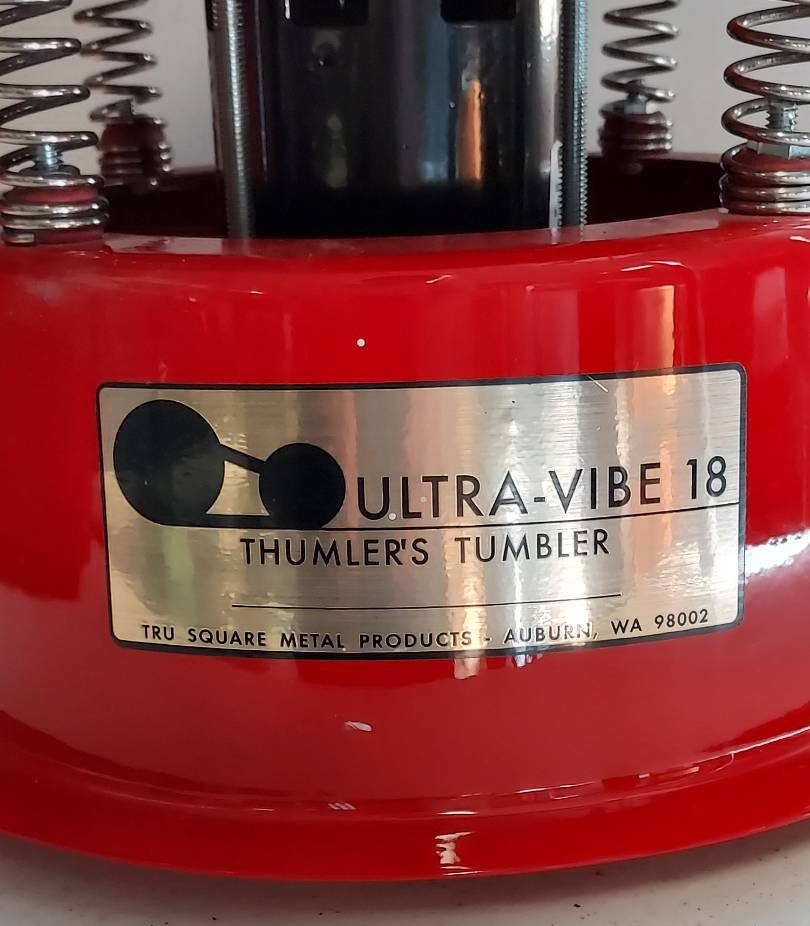 ULTRA-VIBE 18
THUMLER'S TUMBLER
TRU SQUARE METAL PRODUCTS - AUBURN, WA 98002